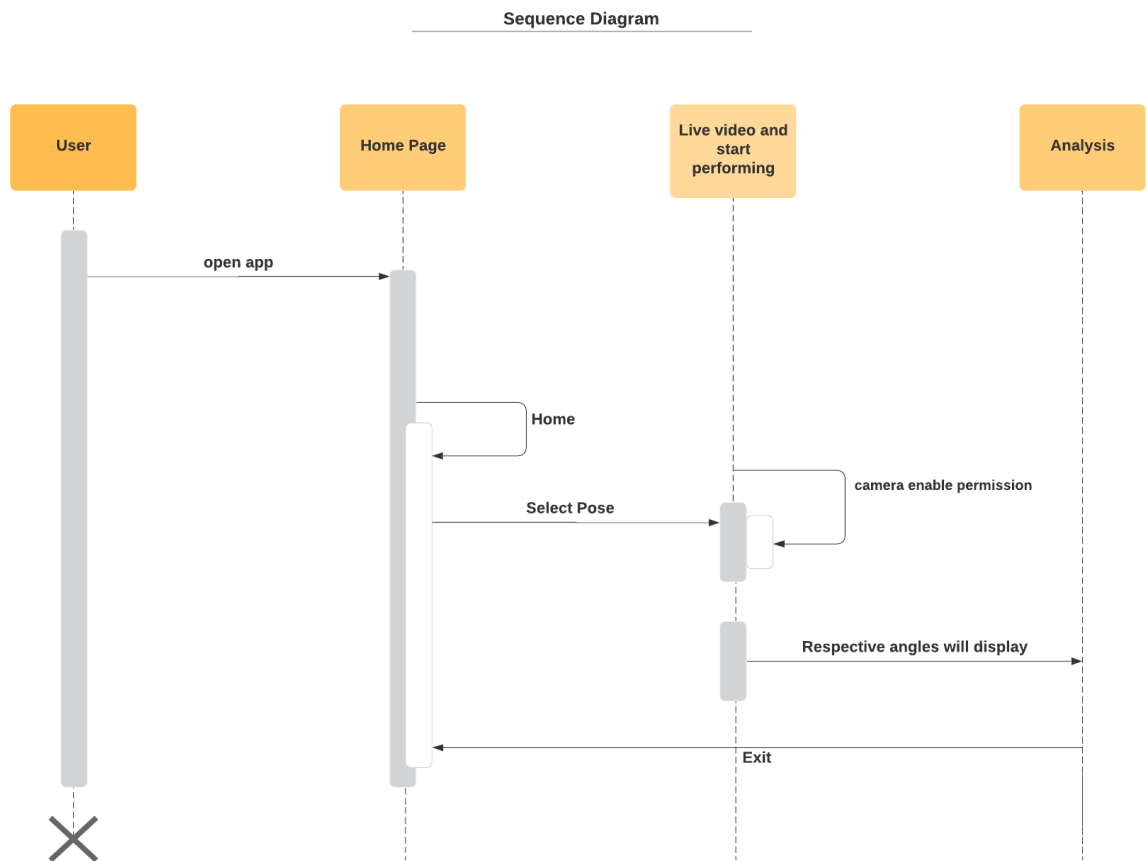 Sequence Diagram
User
Home Page
Live video and
start
performing
Analysis
open app
Home
camera enable permission
Select Pose
Respective angles will display
Exit